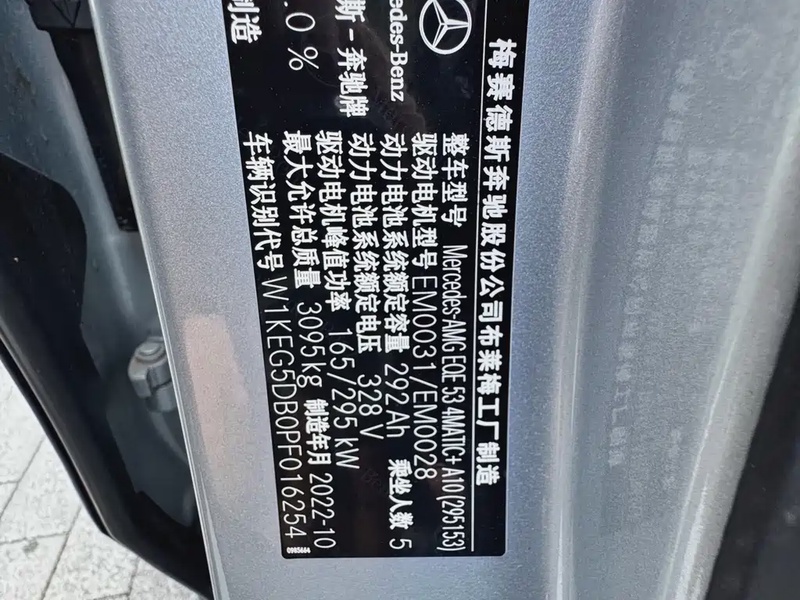 梅赛德斯奔驰股份公司布莱梅工厂制造
整车型号 Mercedes-AMG EQE 53 4MATIC+ A10(295153)
驱动电机型号 EM0031/EM0028
动力电池系统额定容量 292Ah 乘坐人数 5
动力电池系统额定电压 328 V
驱动电机峰值功率 165/295 kW
最大允许总质量 3095kg 制造年月 2022-10
车辆识别代号 W1KEG5DB0PF016254
edes-Benz
斯-奔驰牌
.0 %
制造
0985684